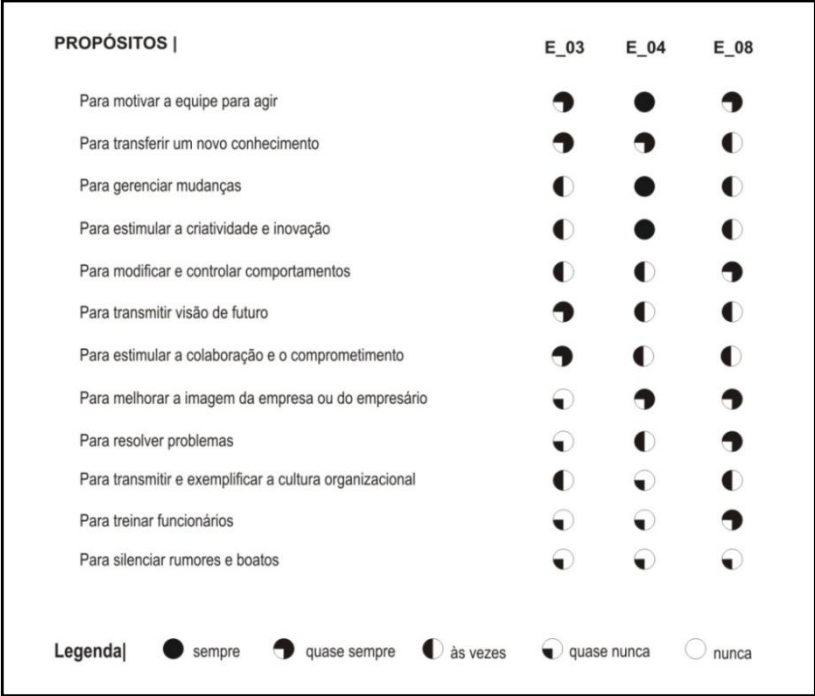 PROPÓSITOS | E_03 E_04 E_08
Para motivar a equipe para agir
Para transferir um novo conhecimento
Para gerenciar mudanças
Para estimular a criatividade e inovação
Para modificar e controlar comportamentos
Para transmitir visão de futuro
Para estimular a colaboração e o comprometimento
Para melhorar a imagem da empresa ou do empresário
Para resolver problemas
Para transmitir e exemplificar a cultura organizacional
Para treinar funcionários
Para silenciar rumores e boatos
Legenda| sempre quase sempre às vezes quase nunca nunca